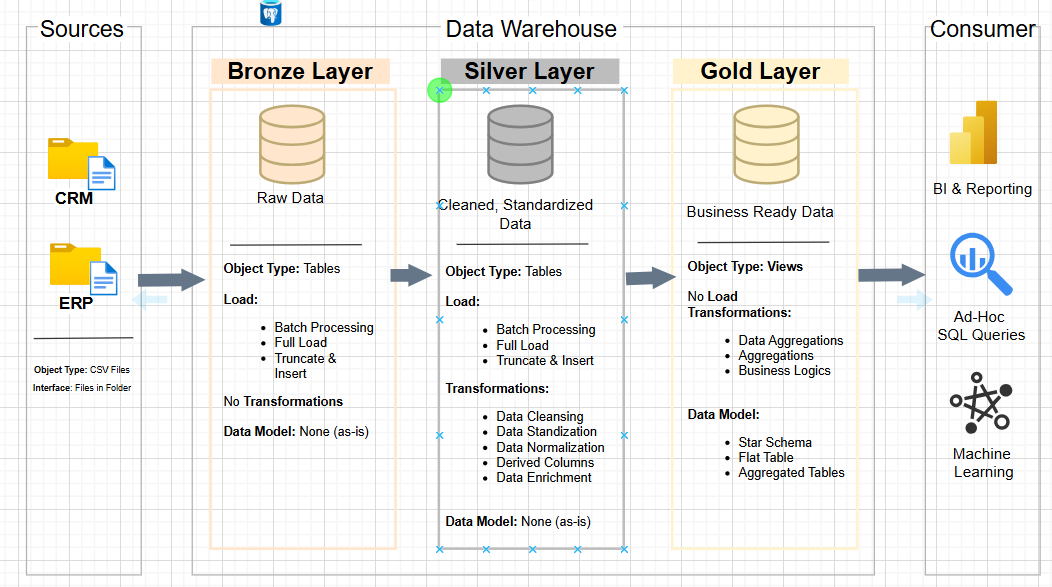 Sources
CRM
ERP
Object Type: CSV Files
Interface: Files in Folder
Data Warehouse
Bronze Layer
Raw Data
Object Type: Tables
Load:
Batch Processing
Full Load
Truncate &
Insert
No Transformations
Data Model: None (as-is)
Silver Layer
Cleaned, Standardized
Data
Object Type: Tables
Load:
Batch Processing
Full Load
Truncate & Insert
Transformations:
Data Cleansing
Data Standization
Data Normalization
Derived Columns
Data Enrichment
Data Model: None (as-is)
Gold Layer
Business Ready Data
Object Type: Views
No Load
Transformations:
Data Aggregations
Aggregations
Business Logics
Data Model:
Star Schema
Flat Table
Aggregated Tables
Consumer
BI & Reporting
Ad-Hoc
SQL Queries
Machine
Learning